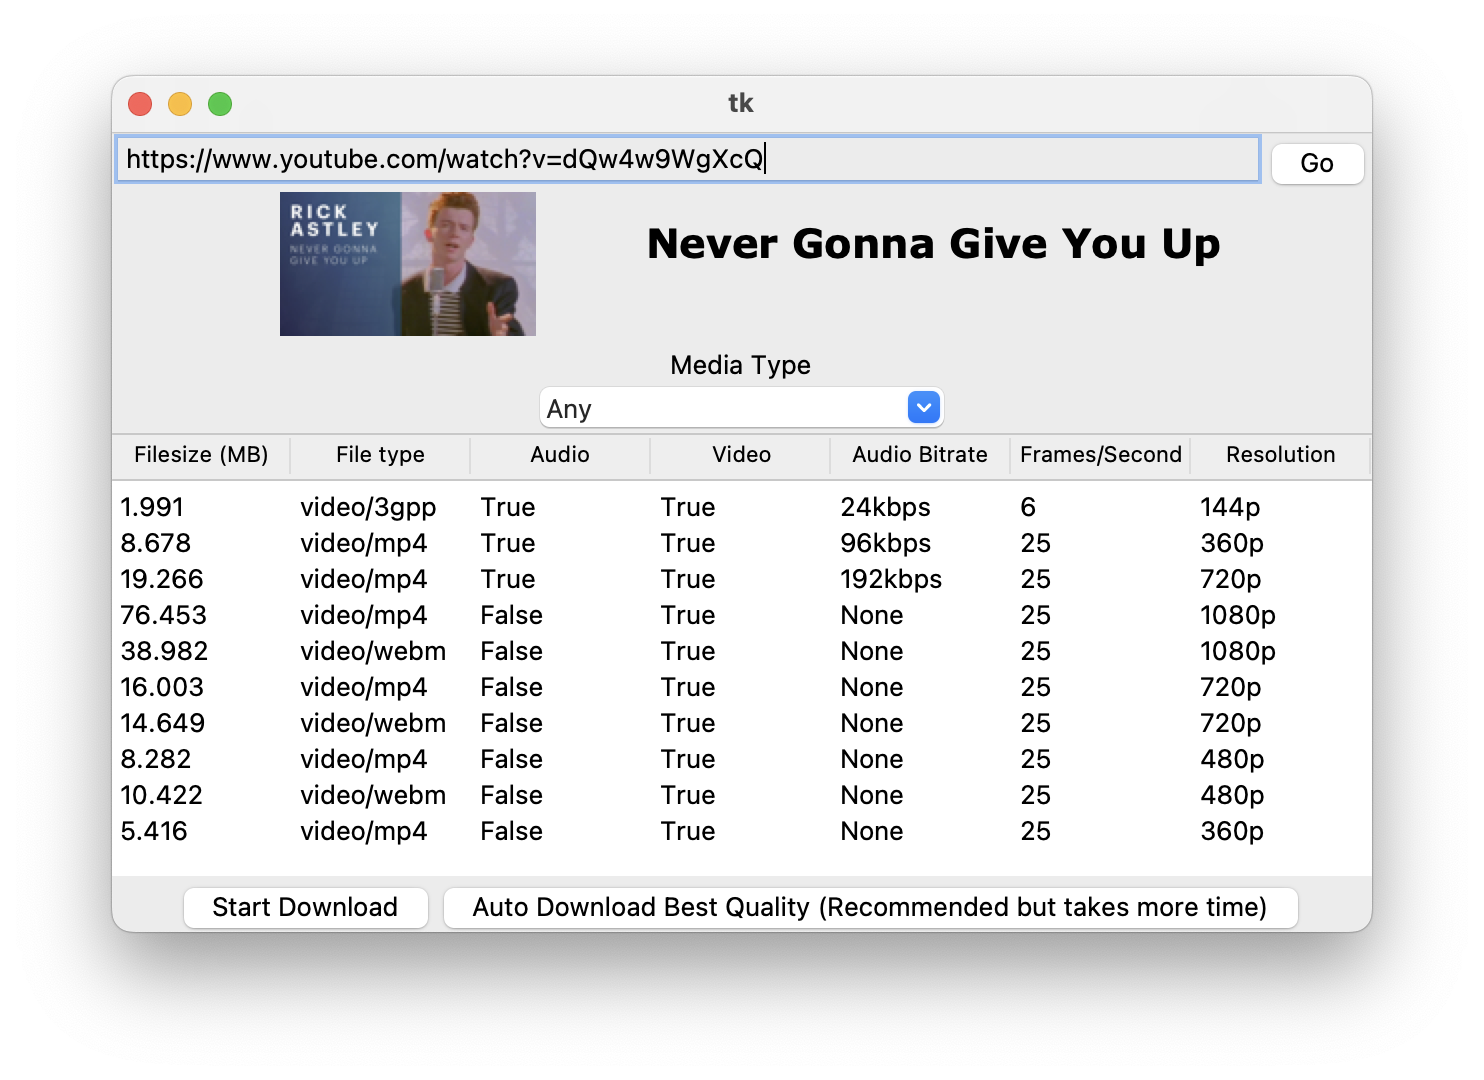 tk
https://www.youtube.com/watch?v=dQw4w9WgXcQ
Go
RICK
ASTLEY
NEVER GONNA
GIVE YOU UP
Never Gonna Give You Up
Media Type
Any
Filesize (MB) File type Audio Video Audio Bitrate Frames/Second Resolution
1.991 video/3gpp True True 24kbps 6 144p
8.678 video/mp4 True True 96kbps 25 360p
19.266 video/mp4 True True 192kbps 25 720p
76.453 video/mp4 False True None 25 1080p
38.982 video/webm False True None 25 1080p
16.003 video/mp4 False True None 25 720p
14.649 video/webm False True None 25 720p
8.282 video/mp4 False True None 25 480p
10.422 video/webm False True None 25 480p
5.416 video/mp4 False True None 25 360p
Start Download
Auto Download Best Quality (Recommended but takes more time)